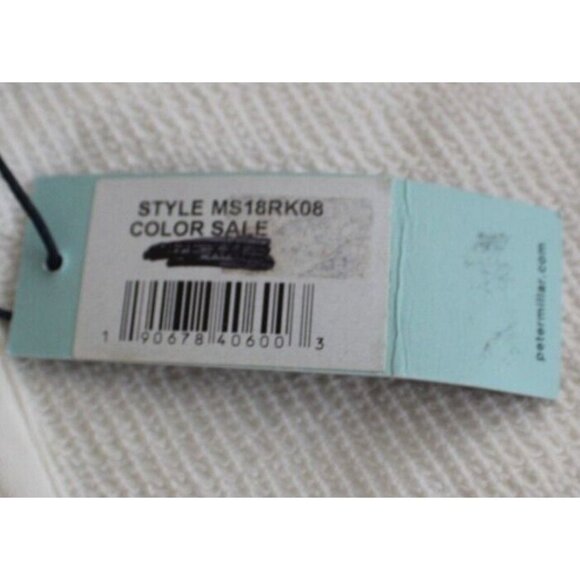 STYLE MS18RK08
COLOR SALE
1 90678 40600 3
petermillar.com